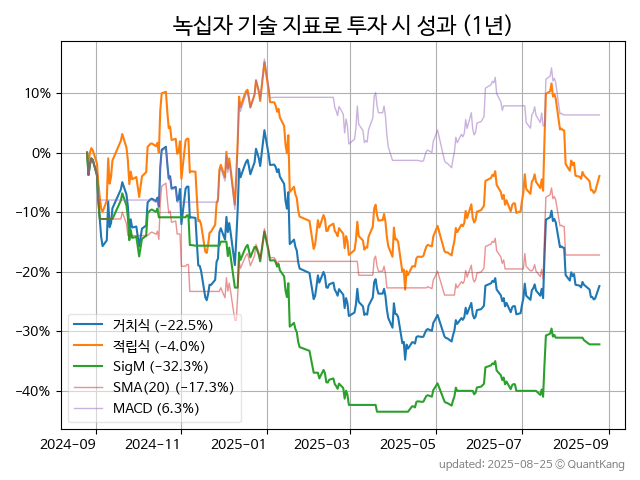 녹십자 기술 지표로 투자 시 성과 (1년)
10%
0%
−10%
−20%
−30%
−40%
거치식 (−22.5%)
적립식 (−4.0%)
SigM (−32.3%)
SMA(20) (−17.3%)
MACD (6.3%)
2024−09 2024−11 2025−01 2025−03 2025−05 2025−07 2025−09
updated: 2025−08−25 © QuantKang